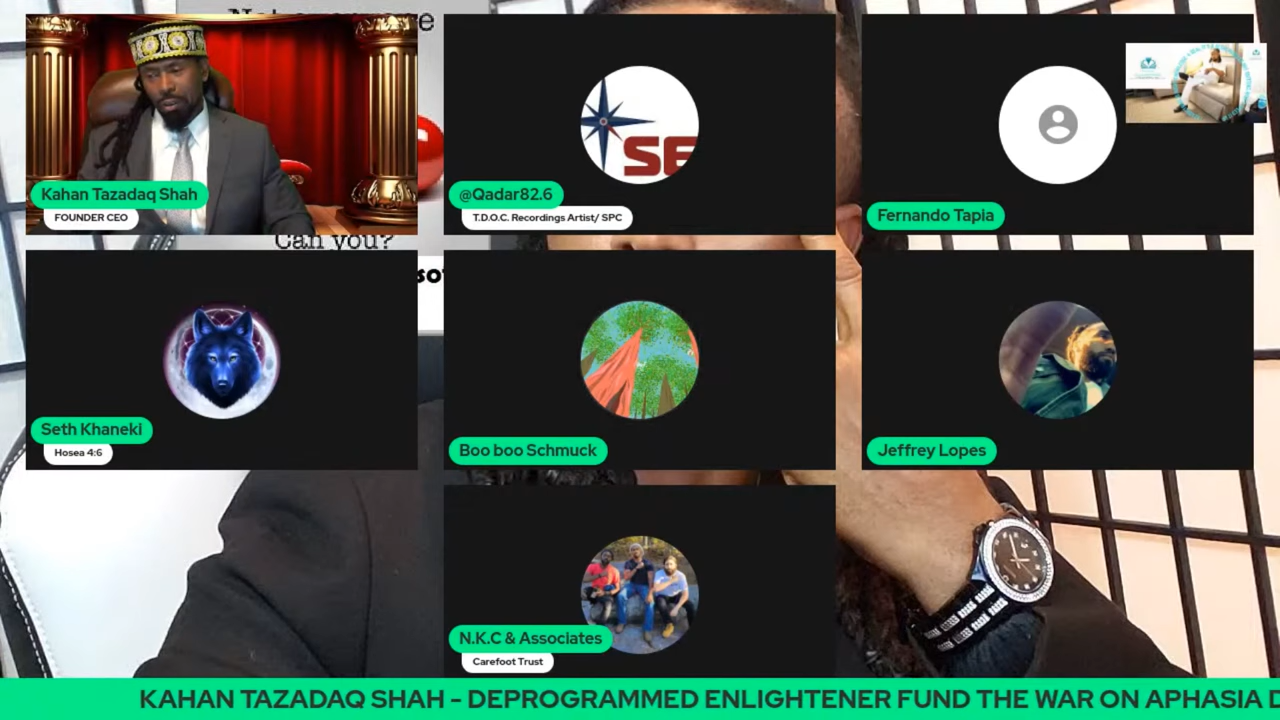 Kahan Tazadaq Shah
FOUNDER CEO
SE
@Qadar82.6
T.D.O.C. Recordings Artist/ SPC
Fernando Tapia
Can you?
Seth Khaneki
Hosea 4:6
Boo boo Schmuck
Jeffrey Lopes
N.K.C & Associates
Carefoot Trust
KAHAN TAZADAQ SHAH - DEPROGRAMMED ENLIGHTENER FUND THE WAR ON APHASIA D